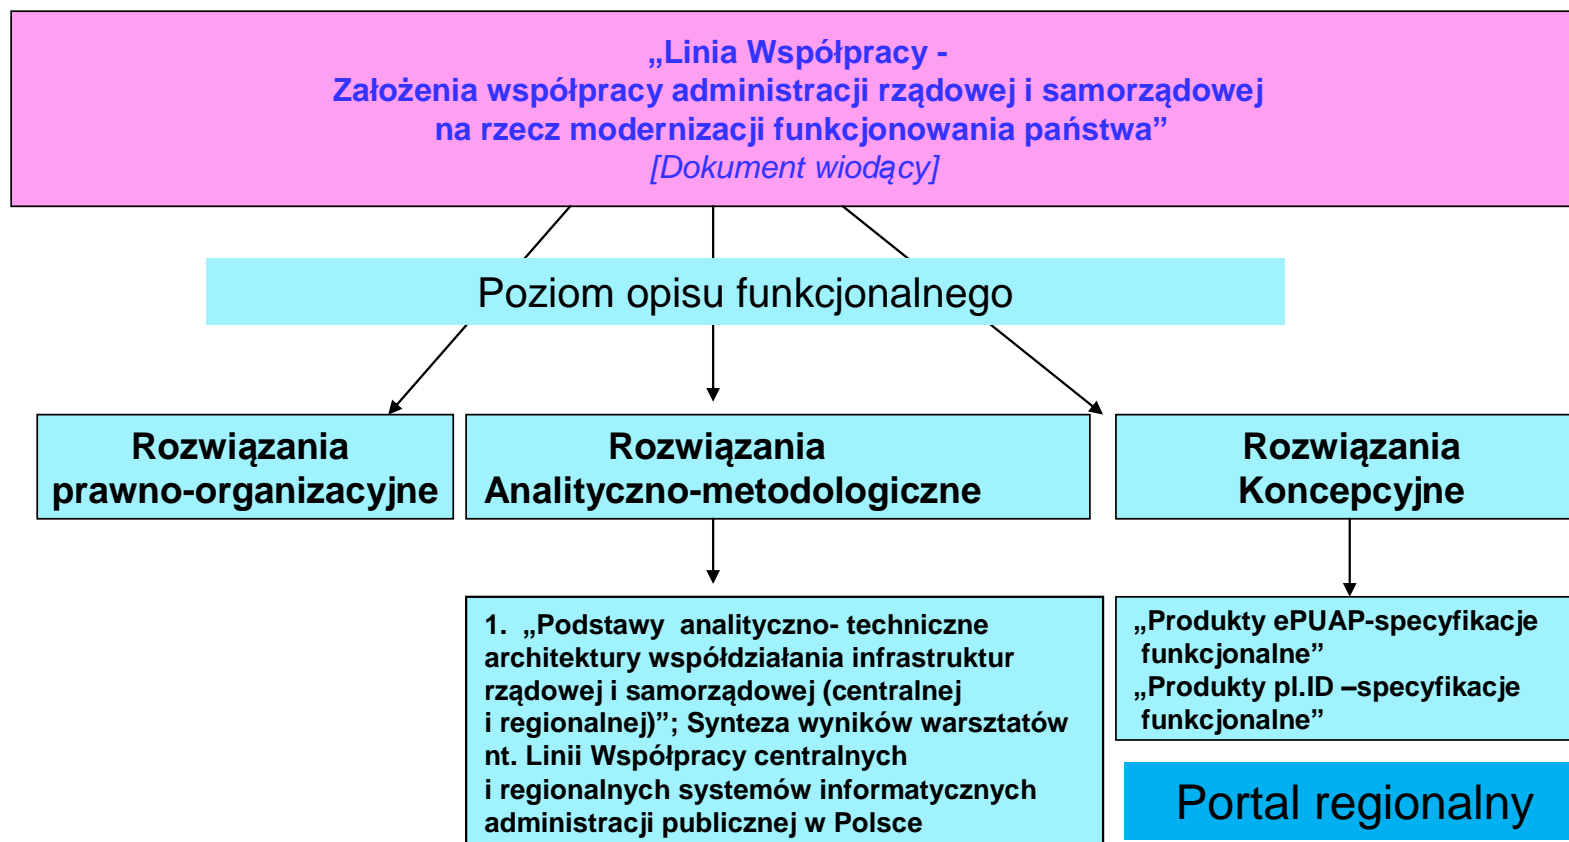 „Linia Współpracy -
Założenia współpracy administracji rządowej i samorządowej
na rzecz modernizacji funkcjonowania państwa”
[Dokument wiodący]
Poziom opisu funkcjonalnego
Rozwiązania
prawno-organizacyjne
Rozwiązania
Analityczno-metodologiczne
Rozwiązania
Koncepcyjne
1. „Podstawy analityczno- techniczne
architektury współdziałania infrastruktur
rządowej i samorządowej (centralnej
i regionalnej)”; Synteza wyników warsztatów
nt. Linii Współpracy centralnych
i regionalnych systemów informatycznych
administracji publicznej w Polsce
„Produkty ePUAP-specyfikacje
funkcjonalne”
„Produkty pl.ID –specyfikacje
funkcjonalne”
Portal regionalny